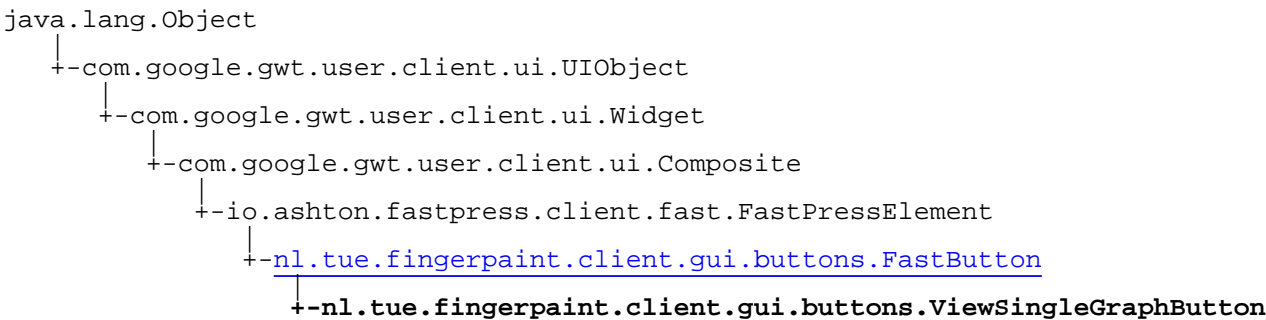 java.lang.Object
+-com.google.gwt.user.client.ui.UIObject
+-com.google.gwt.user.client.ui.Widget
+-com.google.gwt.user.client.ui.Composite
+-io.ashton.fastpress.client.fast.FastPressElement
+-nl.tue.fingerpaint.client.gui.buttons.FastButton
+-nl.tue.fingerpaint.client.gui.buttons.ViewSingleGraphButton